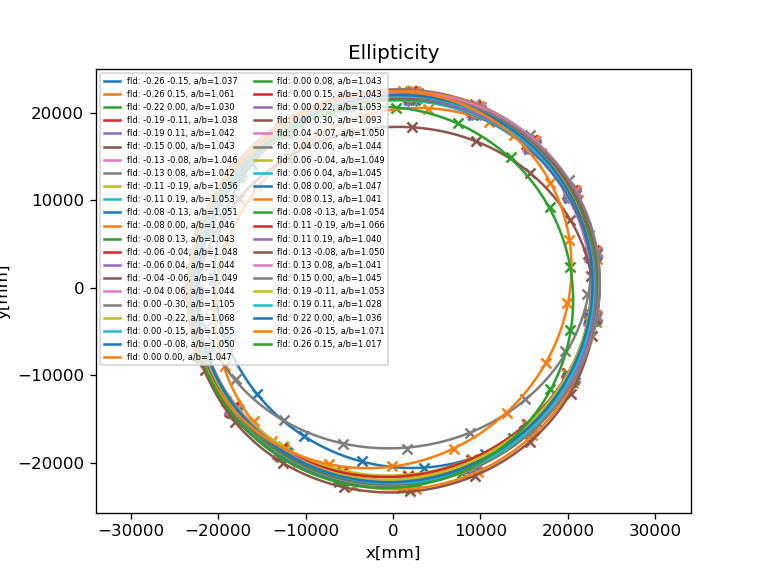 Ellipticity
fld: -0.26 -0.15, a/b=1.037
fld: -0.26 0.15, a/b=1.061
fld: -0.22 0.00, a/b=1.030
fld: -0.19 -0.11, a/b=1.038
fld: -0.19 0.11, a/b=1.042
fld: -0.15 0.00, a/b=1.043
fld: -0.13 -0.08, a/b=1.046
fld: -0.13 0.08, a/b=1.042
fld: -0.11 -0.19, a/b=1.056
fld: -0.11 0.19, a/b=1.053
fld: -0.08 -0.13, a/b=1.051
fld: -0.08 0.00, a/b=1.046
fld: -0.08 0.13, a/b=1.043
fld: -0.06 -0.04, a/b=1.048
fld: -0.06 0.04, a/b=1.044
fld: -0.04 -0.06, a/b=1.049
fld: -0.04 0.06, a/b=1.044
fld: 0.00 -0.30, a/b=1.105
fld: 0.00 -0.22, a/b=1.068
fld: 0.00 -0.15, a/b=1.055
fld: 0.00 -0.08, a/b=1.050
fld: 0.00 0.00, a/b=1.047
fld: 0.00 0.08, a/b=1.043
fld: 0.00 0.15, a/b=1.043
fld: 0.00 0.22, a/b=1.053
fld: 0.00 0.30, a/b=1.093
fld: 0.04 -0.07, a/b=1.050
fld: 0.04 0.06, a/b=1.044
fld: 0.06 -0.04, a/b=1.049
fld: 0.06 0.04, a/b=1.045
fld: 0.08 0.00, a/b=1.047
fld: 0.08 0.13, a/b=1.041
fld: 0.08 -0.13, a/b=1.054
fld: 0.11 -0.19, a/b=1.066
fld: 0.11 0.19, a/b=1.040
fld: 0.13 -0.08, a/b=1.050
fld: 0.13 0.08, a/b=1.041
fld: 0.15 0.00, a/b=1.045
fld: 0.19 -0.11, a/b=1.053
fld: 0.19 0.11, a/b=1.028
fld: 0.22 0.00, a/b=1.036
fld: 0.26 -0.15, a/b=1.071
fld: 0.26 0.15, a/b=1.017
20000
10000
0
−10000
−20000
y[mm]
−30000
−20000
−10000
0
10000
20000
30000
x[mm]